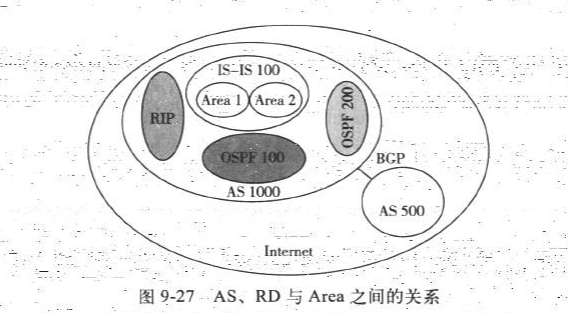 IS-IS 100
Area 1
Area 2
RIP
OSPF 200
OSPF 100
BGP
AS 1000
AS 500
Internet
图 9-27 AS、RD 与 Area 之间的关系